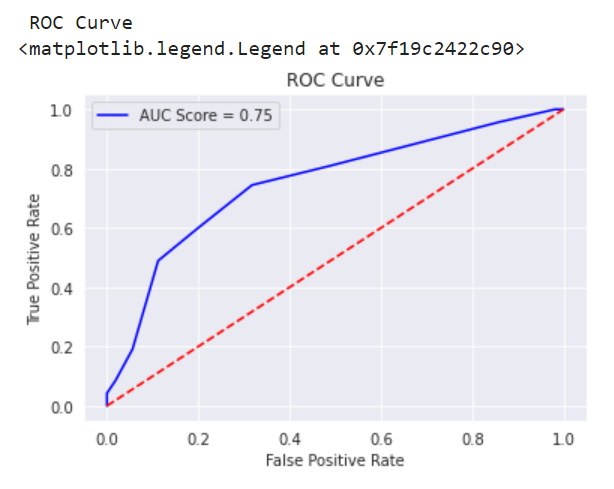 ROC Curve
<matplotlib.legend.Legend at 0x7f19c2422c90>
ROC Curve
AUC Score = 0.75
1.0
0.8
0.6
0.4
0.2
0.0
True Positive Rate
0.0 0.2 0.4 0.6 0.8 1.0
False Positive Rate